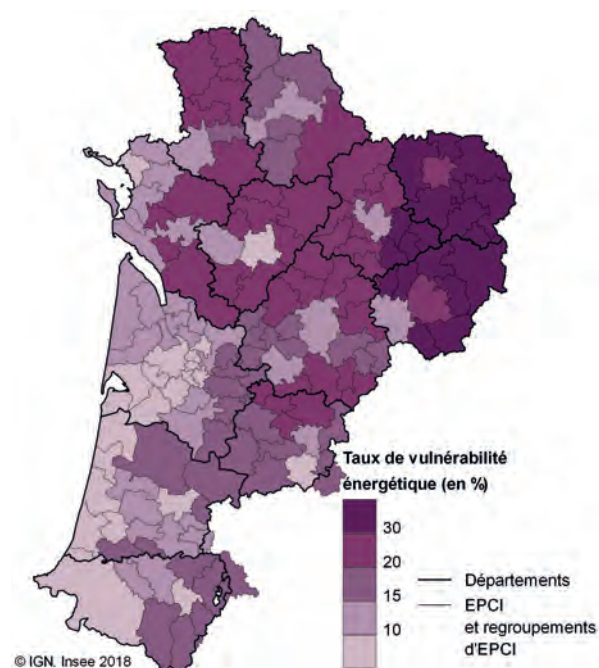 Taux de vulnérabilité
énergétique (en %)
30
20
15
10
Départements
EPCI
et regroupements
d'EPCI
© IGN. Insee 2018